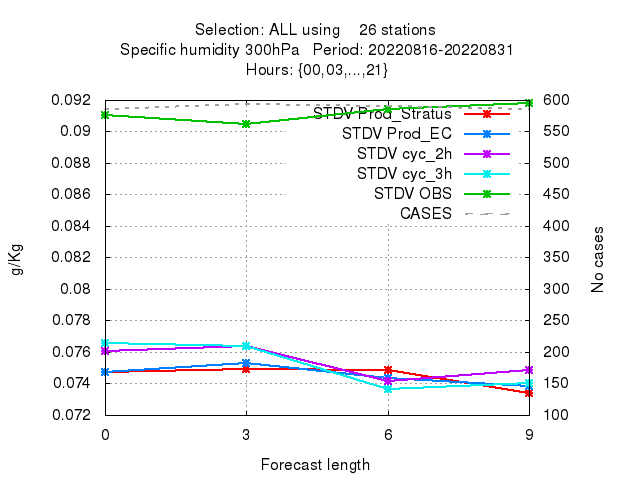 Selection: ALL using 26 stations
Specific humidity 300hPa Period: 20220816-20220831
Hours: {00,03,...,21}
STDV Prod_Stratus
STDV Prod_EC
STDV cyc_2h
STDV cyc_3h
STDV OBS
CASES
0.092
0.09
0.088
0.086
0.084
0.082
0.08
0.078
0.076
0.074
0.072
g/Kg
600
550
500
450
400
350
300
250
200
150
100
No cases
0 3 6 9
Forecast length